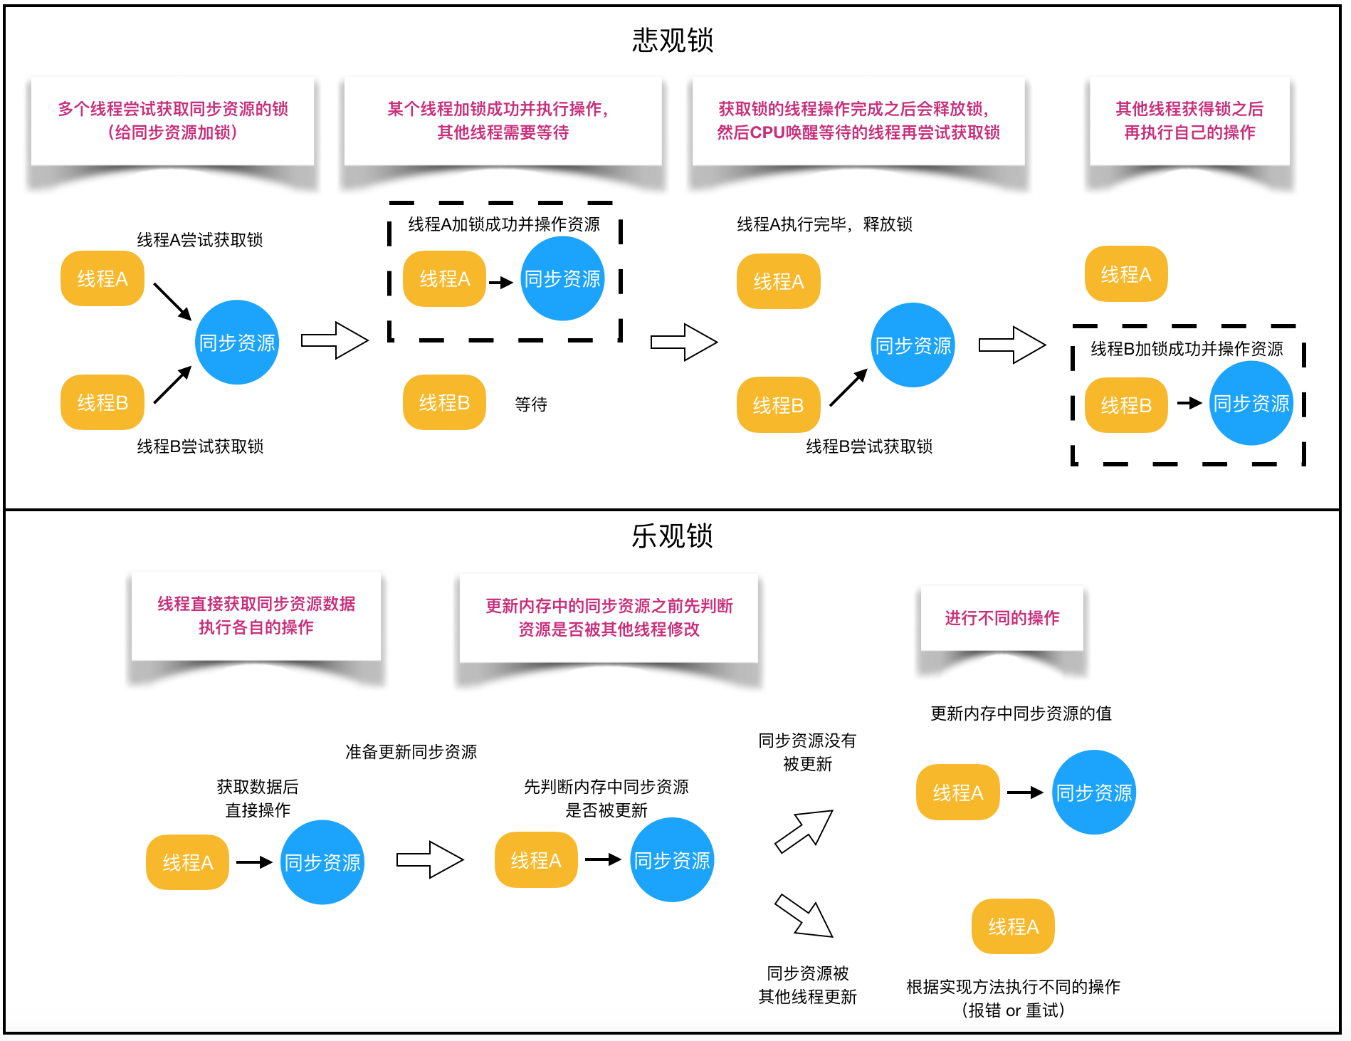 悲观锁
多个线程尝试获取同步资源的锁
（给同步资源加锁）
某个线程加锁成功并执行操作，
其他线程需要等待
获取锁的线程操作完成之后会释放锁，
然后CPU唤醒等待的线程再尝试获取锁
其他线程获得锁之后
再执行自己的操作
线程A尝试获取锁
线程A
同步资源
线程B
线程B尝试获取锁
线程A加锁成功并操作资源
线程A
同步资源
线程B
等待
线程A执行完毕，释放锁
线程A
同步资源
线程B
线程B尝试获取锁
线程A
线程B加锁成功并操作资源
线程B
同步资源
乐观锁
线程直接获取同步资源数据
执行各自的操作
更新内存中的同步资源之前先判断
资源是否被其他线程修改
进行不同的操作
获取数据后
直接操作
线程A
同步资源
准备更新同步资源
先判断内存中同步资源
是否被更新
线程A
同步资源
同步资源没有
被更新
更新内存中同步资源的值
线程A
同步资源
同步资源被
其他线程更新
线程A
根据实现方法执行不同的操作
（报错 or 重试）